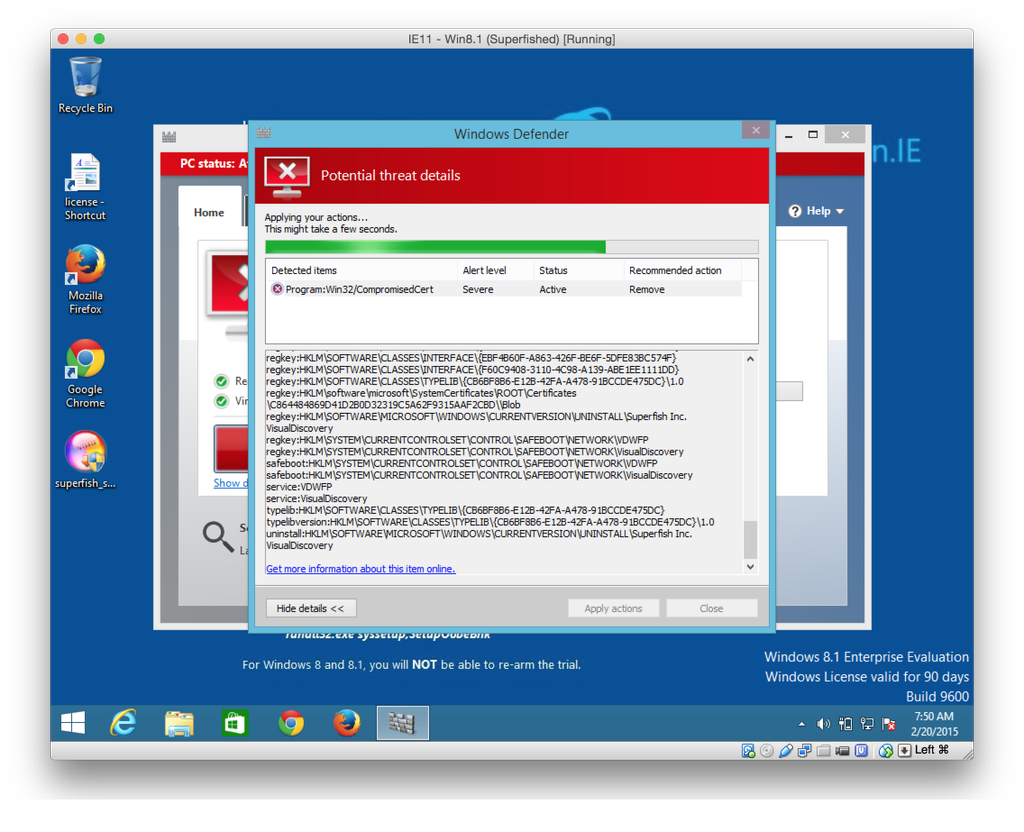 IE11 - Win8.1 (Superfished) [Running]
Recycle Bin
license -
Shortcut
Mozilla
Firefox
Google
Chrome
superfish_s...
n.IE
PC status: A
Home
Help
Re
Vir
Show d
Se
La
Windows Defender
Potential threat details
Applying your actions...
This might take a few seconds.
Detected items Alert level Status Recommended action
Program:Win32/CompromisedCert Severe Active Remove
regkey:HKLM\SOFTWARE\CLASSES\INTERFACE\{EBF4B60F-A863-426F-BE6F-5DFE83BC574F}
regkey:HKLM\SOFTWARE\CLASSES\INTERFACE\{F60C9408-3110-4C98-A139-ABE1EE1111DD}
regkey:HKLM\SOFTWARE\CLASSES\TYPELIB\{CB6BF8B6-E12B-42FA-A478-91BCCDE475DC}\1.0
regkey:HKLM\software\microsoft\SystemCertificates\ROOT\Certificates
\C864484869D41D2B0D32319C5A62F9315AAF2CBD\\Blob
regkey:HKLM\SOFTWARE\MICROSOFT\WINDOWS\CURRENTVERSION\UNINSTALL\Superfish Inc.
VisualDiscovery
regkey:HKLM\SYSTEM\CURRENTCONTROLSET\CONTROL\SAFEBOOT\NETWORK\VDWFP
regkey:HKLM\SYSTEM\CURRENTCONTROLSET\CONTROL\SAFEBOOT\NETWORK\VisualDiscovery
safeboot:HKLM\SYSTEM\CURRENTCONTROLSET\CONTROL\SAFEBOOT\NETWORK\VDWFP
safeboot:HKLM\SYSTEM\CURRENTCONTROLSET\CONTROL\SAFEBOOT\NETWORK\VisualDiscovery
service:VDWFP
service:VisualDiscovery
typelib:HKLM\SOFTWARE\CLASSES\TYPELIB\{CB6BF8B6-E12B-42FA-A478-91BCCDE475DC}
typelibversion:HKLM\SOFTWARE\CLASSES\TYPELIB\{CB6BF8B6-E12B-42FA-A478-91BCCDE475DC}\1.0
uninstall:HKLM\SOFTWARE\MICROSOFT\WINDOWS\CURRENTVERSION\UNINSTALL\Superfish Inc.
VisualDiscovery
Get more information about this item online.
Hide details << Apply actions Close
For Windows 8 and 8.1, you will NOT be able to re-arm the trial.
Windows 8.1 Enterprise Evaluation
Windows License valid for 90 days
Build 9600
7:50 AM
2/20/2015
Left ⌘